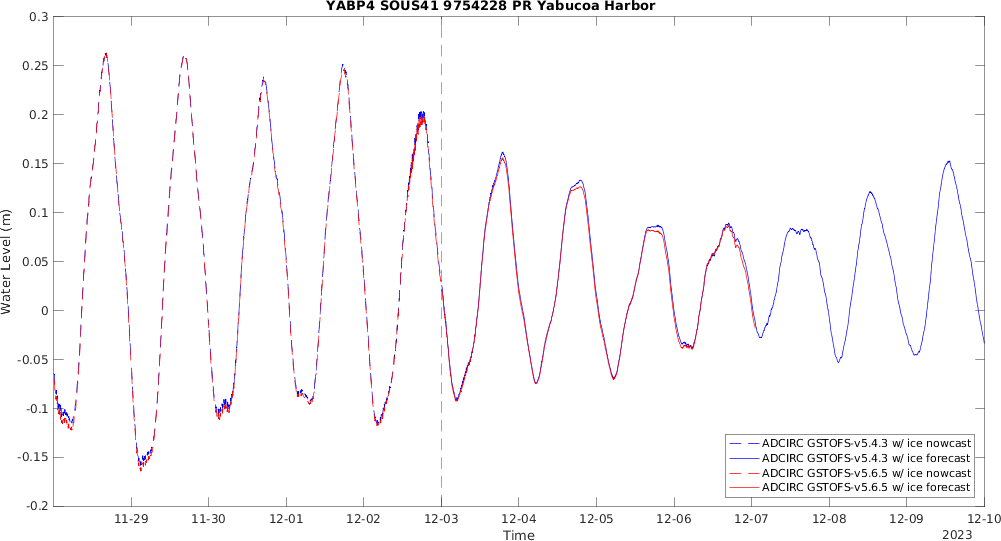 YABP4 SOUS41 9754228 PR Yabucoa Harbor
0.3
0.25
0.2
0.15
0.1
0.05
0
-0.05
-0.1
-0.15
-0.2
Water Level (m)
ADCIRC GSTOFS-v5.4.3 w/ ice nowcast
ADCIRC GSTOFS-v5.4.3 w/ ice forecast
ADCIRC GSTOFS-v5.6.5 w/ ice nowcast
ADCIRC GSTOFS-v5.6.5 w/ ice forecast
11-29 11-30 12-01 12-02 12-03 12-04 12-05 12-06 12-07 12-08 12-09 12-10
Time
2023